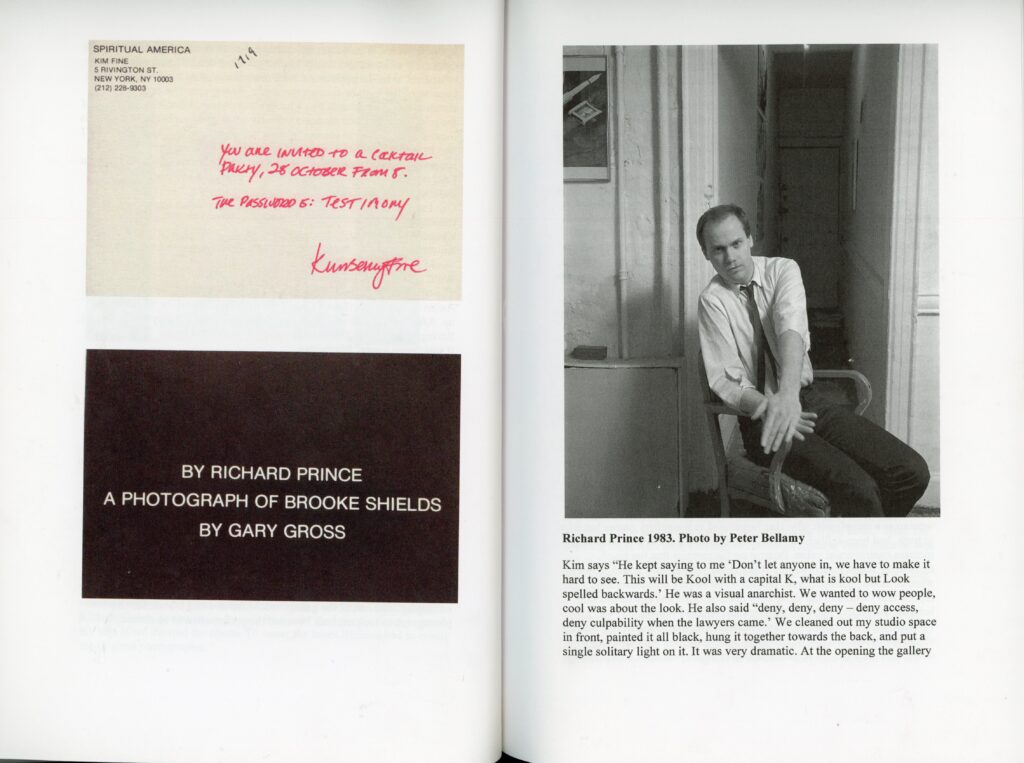 SPIRITUAL AMERICA
KIM FINE
5 RIVINGTON ST.
NEW YORK, NY 10003
(212) 228-9303
You are invited to a cocktail
Party, 28 October from 8.
The Password is: Testimony
BY RICHARD PRINCE
A PHOTOGRAPH OF BROOKE SHIELDS
BY GARY GROSS
Richard Prince 1983. Photo by Peter Bellamy
Kim says “He kept saying to me ‘Don’t let anyone in, we have to make it
hard to see. This will be Kool with a capital K, what is kool but Look
spelled backwards.’ He was a visual anarchist. We wanted to wow people,
cool was about the look. He also said “deny, deny, deny – deny access,
deny culpability when the lawyers came.’ We cleaned out my studio space
in front, painted it all black, hung it together towards the back, and put a
single solitary light on it. It was very dramatic. At the opening the gallery